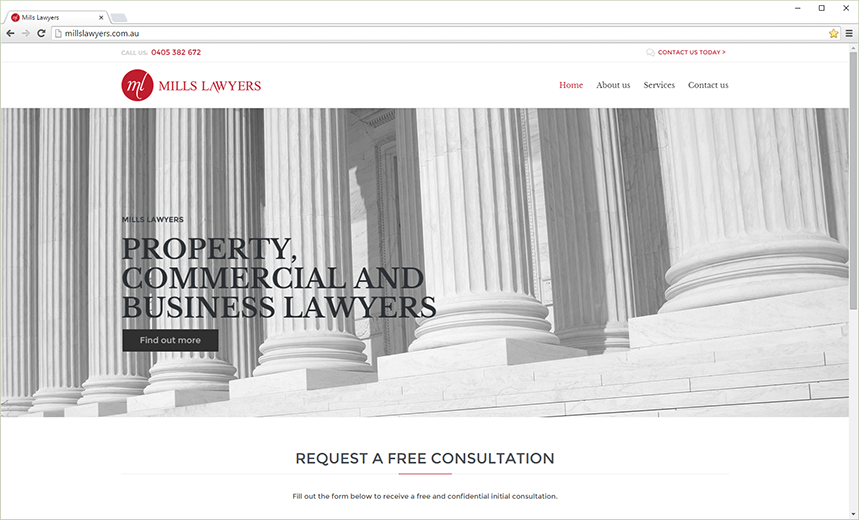 Mills Lawyers
millslawyers.com.au
CALL US: 0405 382 672
CONTACT US TODAY >
ml MILLS LAWYERS
Home About us Services Contact us
MILLS LAWYERS
PROPERTY,
COMMERCIAL AND
BUSINESS LAWYERS
Find out more
REQUEST A FREE CONSULTATION
Fill out the form below to receive a free and confidential initial consultation.